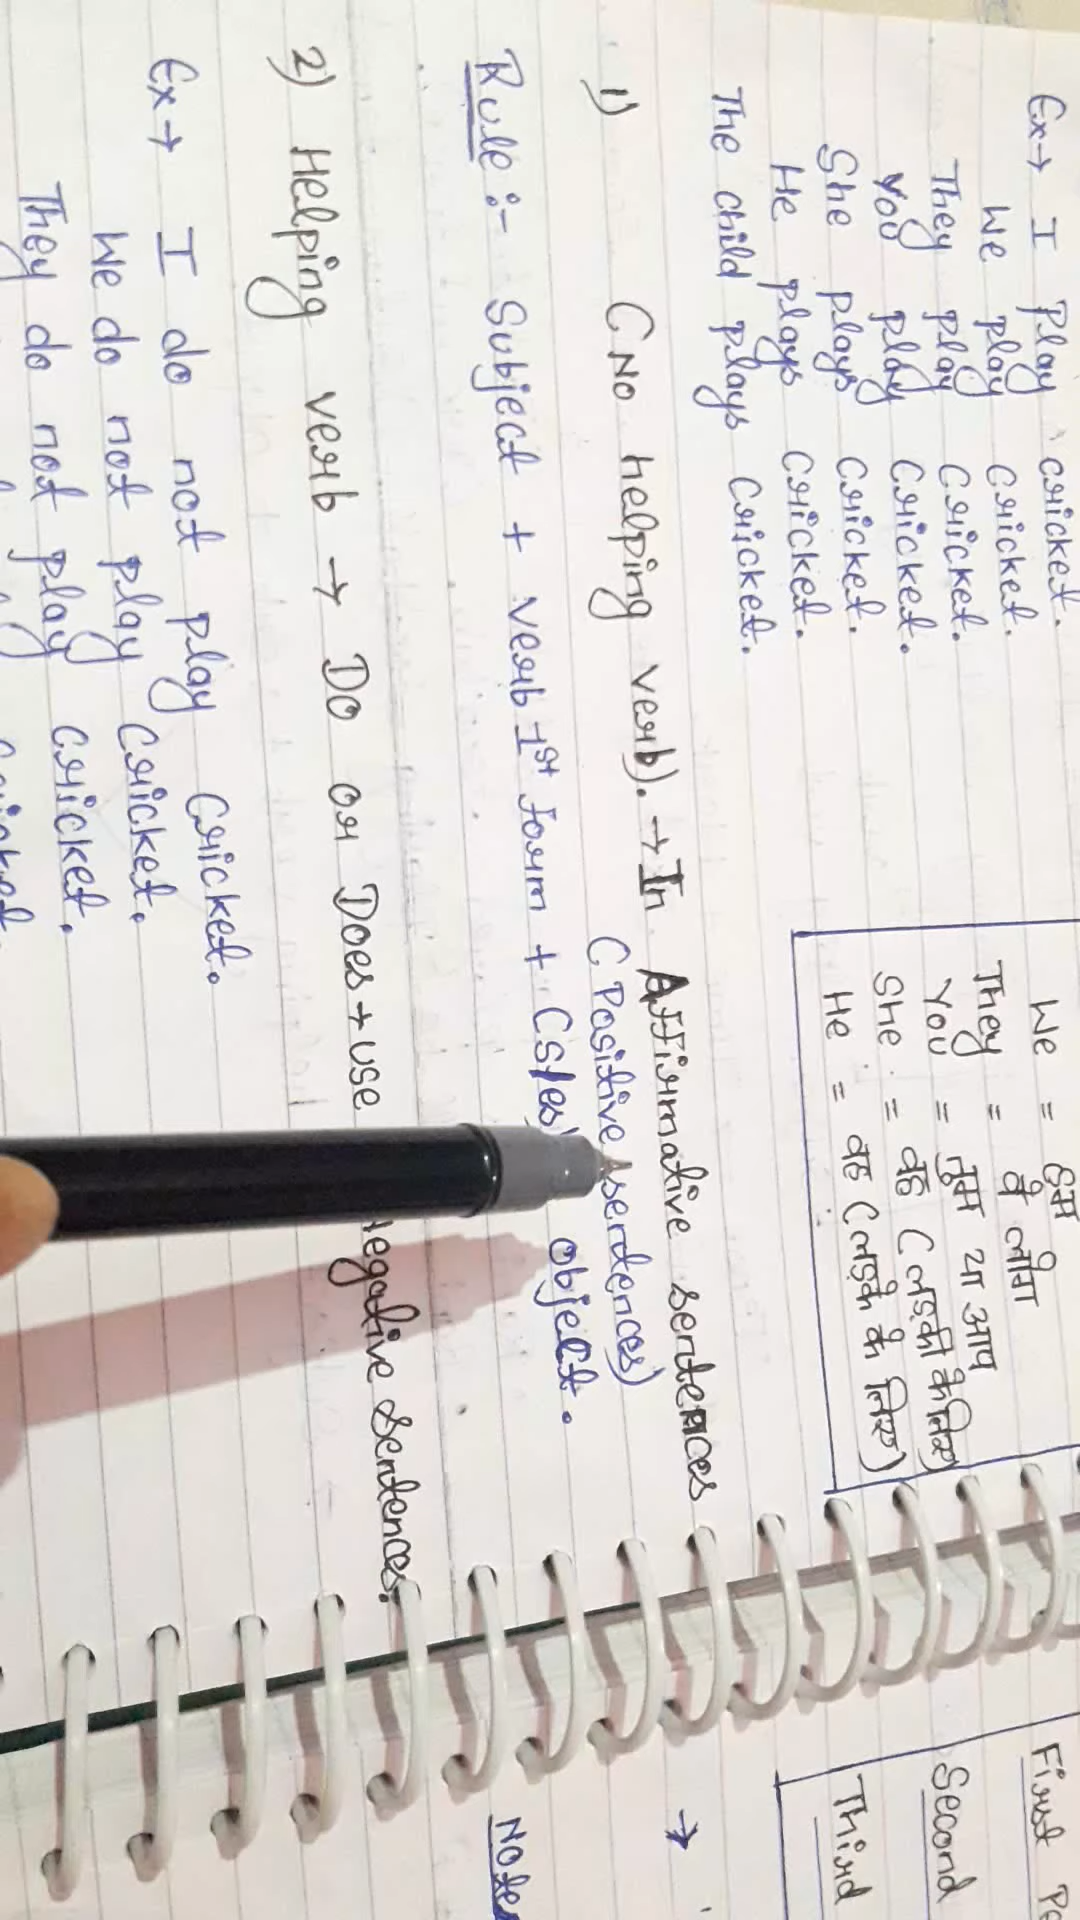 Ex→ I play cricket.
We play cricket.
They play cricket.
You play cricket.
She plays cricket.
He plays cricket.
The child plays cricket.
We = हम
They = वे लोग
You = तुम या आप
She = वह (लड़की के लिए)
He = वह (लड़के के लिए)
1) (No helping verb). → In Affirmative sentences
(Positive sentences)
Rule :- Subject + verb 1st form + (s/es) object.
2) Helping verb → Do or Does + use negative sentences.
Ex→ I do not play cricket.
We do not play cricket.
They do not play cricket.
First
Second
Third
→
Note